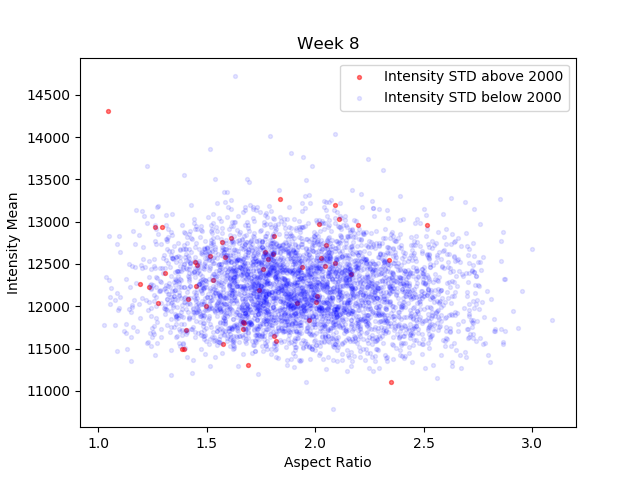 Week 8
Intensity STD above 2000
Intensity STD below 2000
Intensity Mean
14500
14000
13500
13000
12500
12000
11500
11000
1.0 1.5 2.0 2.5 3.0
Aspect Ratio